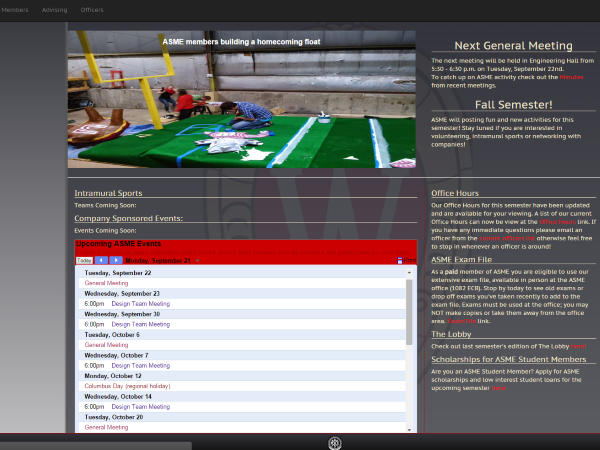 Members Advising Officers
ASME members building a homecoming float
Next General Meeting
The next meeting will be held in Engineering Hall from
5:30 - 6:30 p.m. on Tuesday, September 22nd.
To catch up on ASME activity check out the Minutes
from recent meetings.
Fall Semester!
ASME will posting fun and new activities for this
semester! Stay tuned if you are interested in
volunteering, intramural sports or networking with
companies!
Intramural Sports
Teams Coming Soon:
Company Sponsored Events:
Events Coming Soon:
Upcoming ASME Events
Today Monday, September 21
Tuesday, September 22
General Meeting
Wednesday, September 23
6:00pm Design Team Meeting
Wednesday, September 30
6:00pm Design Team Meeting
Tuesday, October 6
General Meeting
Wednesday, October 7
6:00pm Design Team Meeting
Monday, October 12
Columbus Day (regional holiday)
Wednesday, October 14
6:00pm Design Team Meeting
Tuesday, October 20
General Meeting
Office Hours
Our Office Hours for this semester have been updated
and are available for your viewing. A list of our current
Office Hours can now be view at the Office Hours link. If
you have any immediate questions please email an
officer from the otherwise feel free
to stop in whenever an officer is around!
ASME Exam File
As a paid member of ASME you are eligible to use our
extensive exam file, available in person at the ASME
office (1082 ECB). Stop by today to see old exams or
drop off exams you've taken recently to add to the
exam file. Exams must be used at the office; you may
NOT make copies or take them away from the office
area. Exam File link.
The Lobby
Check out last semester's edition of The Lobby
Scholarships for ASME Student Members
Are you an ASME Student Member? Apply for ASME
scholarships and low interest student loans for the
upcoming semester